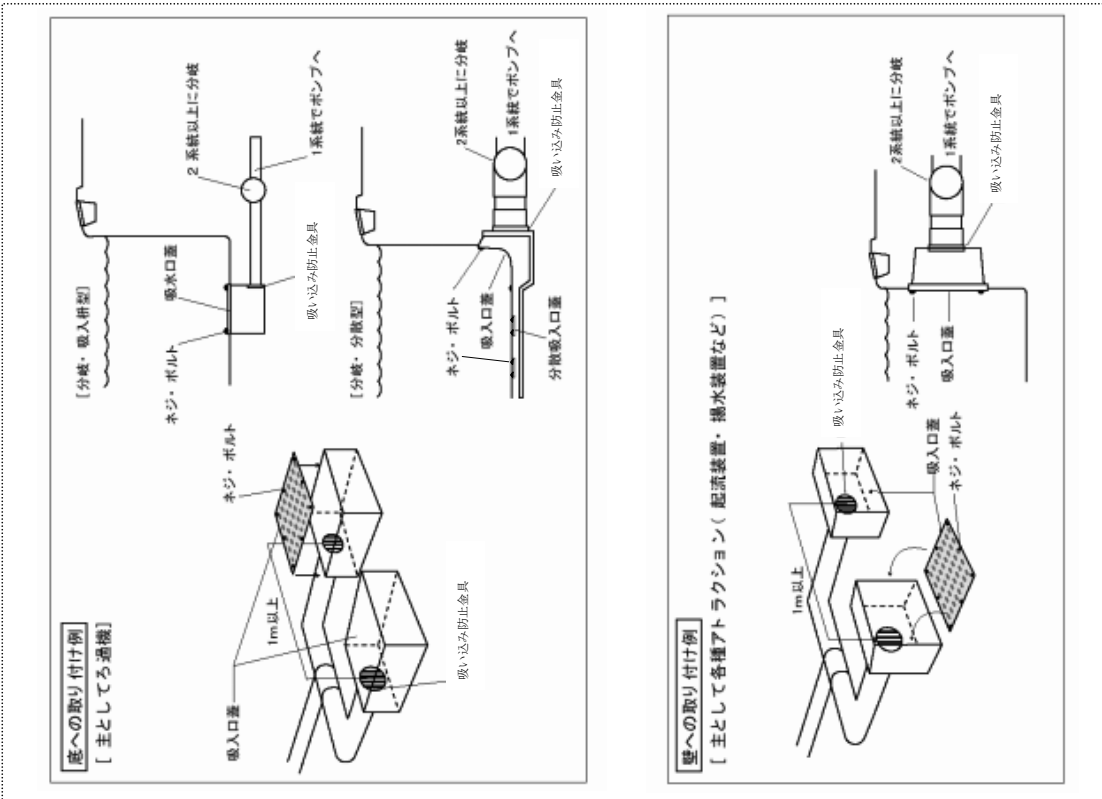 底への取り付け例
[ 主としてろ過機]
吸入口蓋
1m以上
ネジ・ボルト
吸い込み防止金具
[分岐・吸入桝型]
ネジ・ボルト
吸水口蓋
吸い込み防止金具
2 系統以上に分岐
1系統でポンプへ
[分岐・分散型]
ネジ・ボルト
吸入口蓋
分散吸入口蓋
2系統以上に分岐
1系統でポンプへ
吸い込み防止金具
壁への取り付け例
[ 主として各種アトラクション( 起流装置・ 揚水装置など) ]
1m以上
吸い込み防止金具
吸入口蓋
ネジ・ボルト
ネジ・ボルト
吸入口蓋
2系統以上に分岐
1系統でポンプへ
吸い込み防止金具